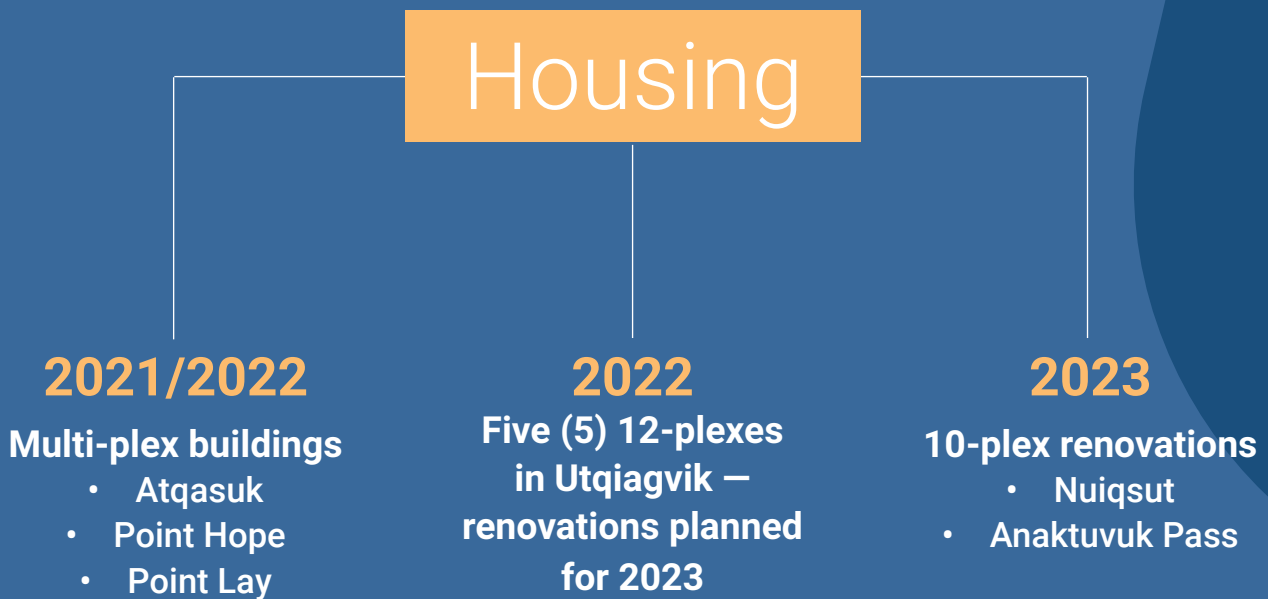 Housing
2021/2022
Multi-plex buildings
• Atqasuk
• Point Hope
• Point Lay
2022
Five (5) 12-plexes
in Utqiagvik —
renovations planned
for 2023
2023
10-plex renovations
• Nuiqsut
• Anaktuvuk Pass